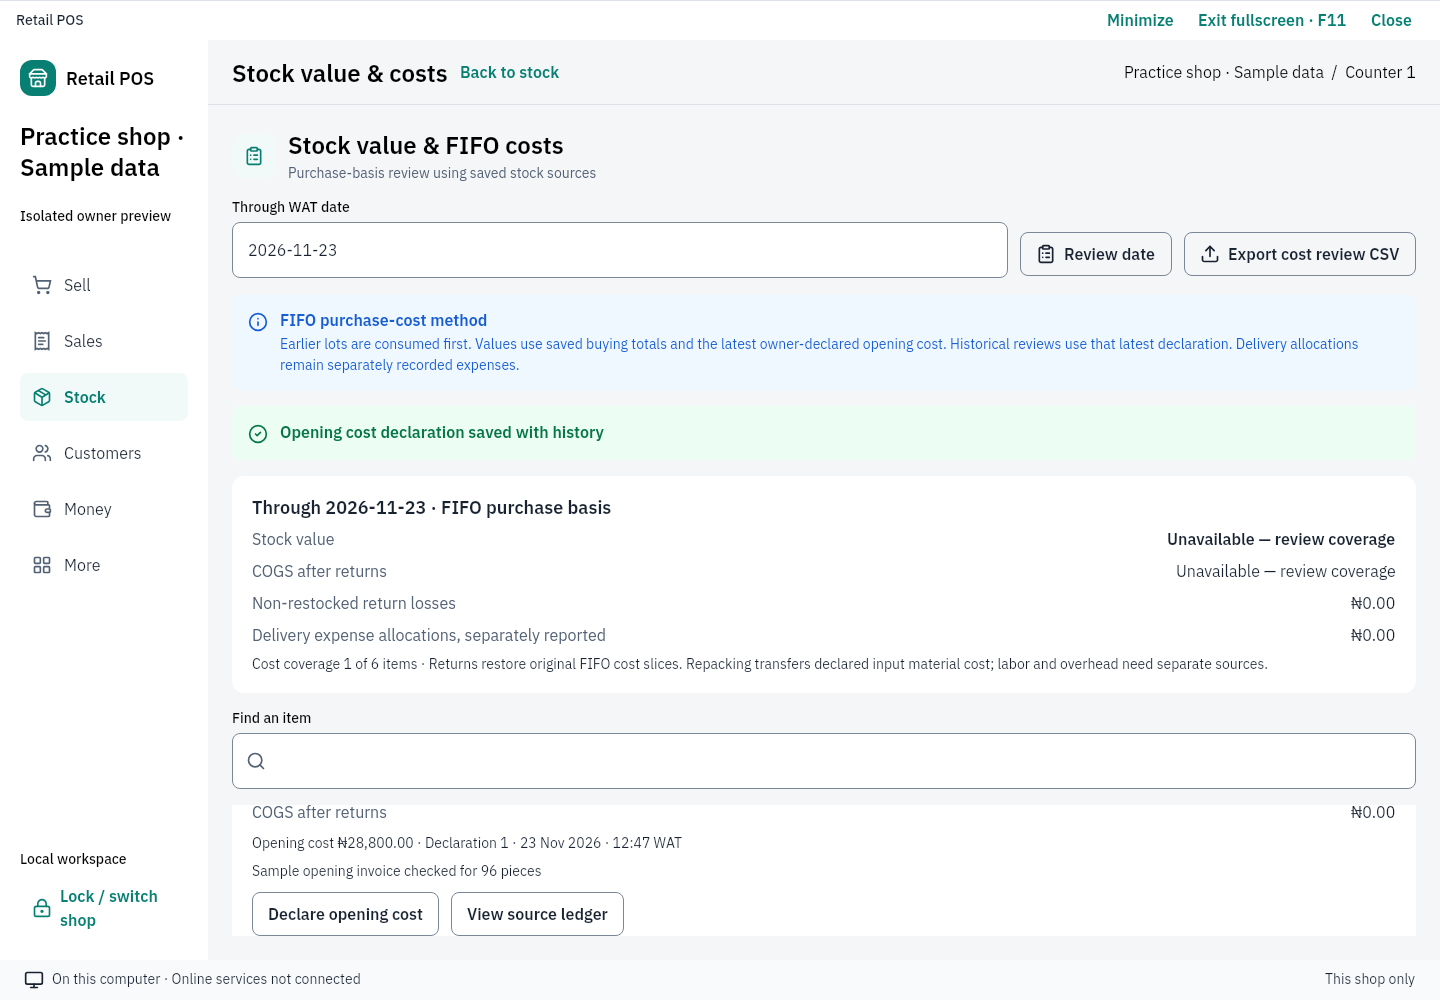 Retail POS
Minimize
Exit fullscreen · F11
Close
Retail POS
Practice shop ·
Sample data
Isolated owner preview
Sell
Sales
Stock
Customers
Money
More
Local workspace
Lock / switch
shop
Stock value & costs
Back to stock
Practice shop · Sample data / Counter 1
Stock value & FIFO costs
Purchase-basis review using saved stock sources
Through WAT date
2026-11-23
Review date
Export cost review CSV
FIFO purchase-cost method
Earlier lots are consumed first. Values use saved buying totals and the latest owner-declared opening cost. Historical reviews use that latest declaration. Delivery allocations
remain separately recorded expenses.
Opening cost declaration saved with history
Through 2026-11-23 · FIFO purchase basis
Stock value
Unavailable — review coverage
COGS after returns
Unavailable — review coverage
Non-restocked return losses
₦0.00
Delivery expense allocations, separately reported
₦0.00
Cost coverage 1 of 6 items · Returns restore original FIFO cost slices. Repacking transfers declared input material cost; labor and overhead need separate sources.
Find an item
COGS after returns
₦0.00
Opening cost ₦28,800.00 · Declaration 1 · 23 Nov 2026 · 12:47 WAT
Sample opening invoice checked for 96 pieces
Declare opening cost
View source ledger
On this computer · Online services not connected
This shop only